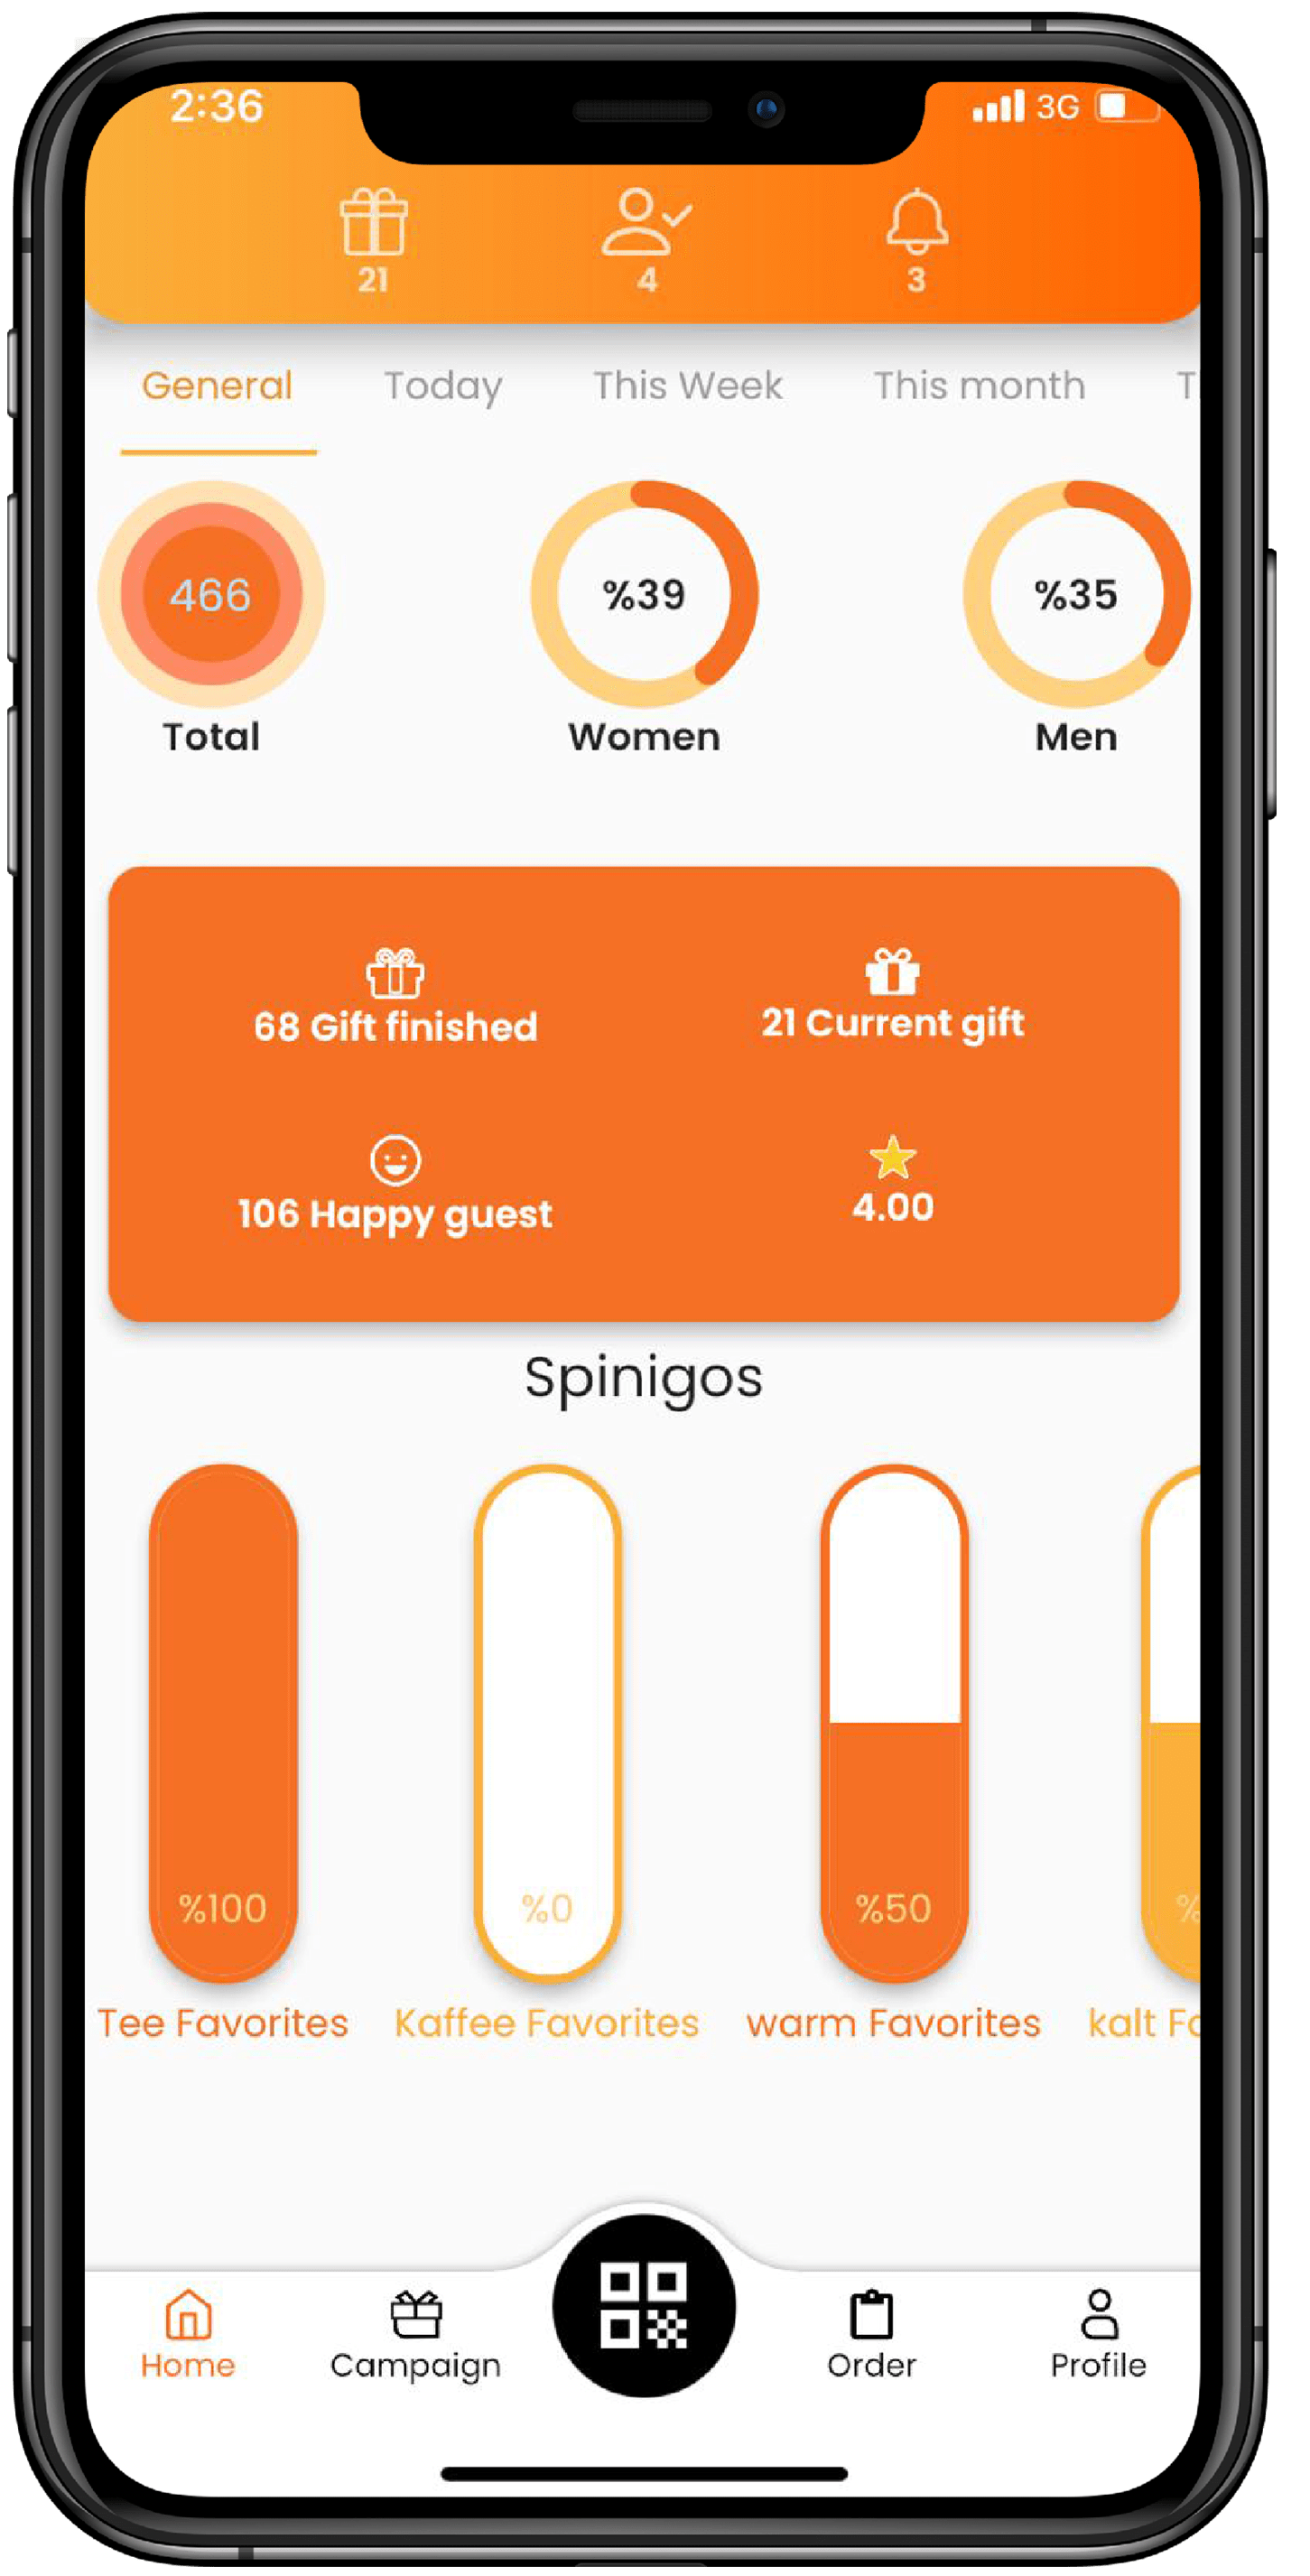 2:36
3G
21
4
3
General
Today
This Week
This month
T
466
%39
%35
Total
Women
Men
68 Gift finished
21 Current gift
106 Happy guest
4.00
Spinigos
%100
%0
%50
%
Tee Favorites
Kaffee Favorites
warm Favorites
kalt
Home
Campaign
Order
Profile